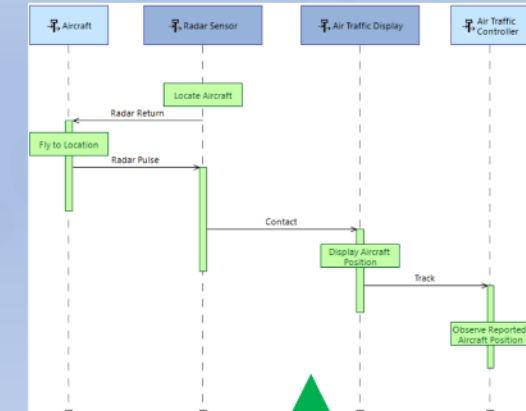 Aircraft
Radar Sensor
Air Traffic Display
Air Traffic
Controller
Locate Aircraft
Radar Return
Fly to Location
Radar Pulse
Contact
Display Aircraft
Position
Track
Observe Reported
Aircraft Position